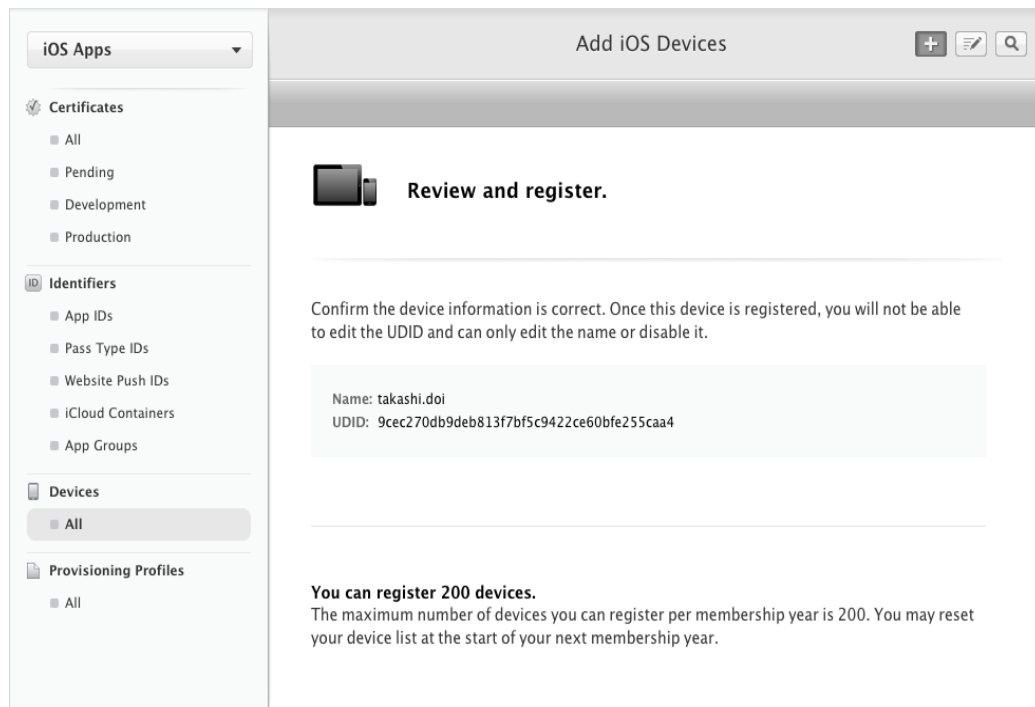 iOS Apps
Add iOS Devices
Certificates
All
Pending
Development
Production
ID Identifiers
App IDs
Pass Type IDs
Website Push IDs
iCloud Containers
App Groups
Devices
All
Provisioning Profiles
All
Review and register.
Confirm the device information is correct. Once this device is registered, you will not be able
to edit the UDID and can only edit the name or disable it.
Name: takashi.doi
UDID: 9cec270db9deb813f7bf5c9422ce60bfe255caa4
You can register 200 devices.
The maximum number of devices you can register per membership year is 200. You may reset
your device list at the start of your next membership year.